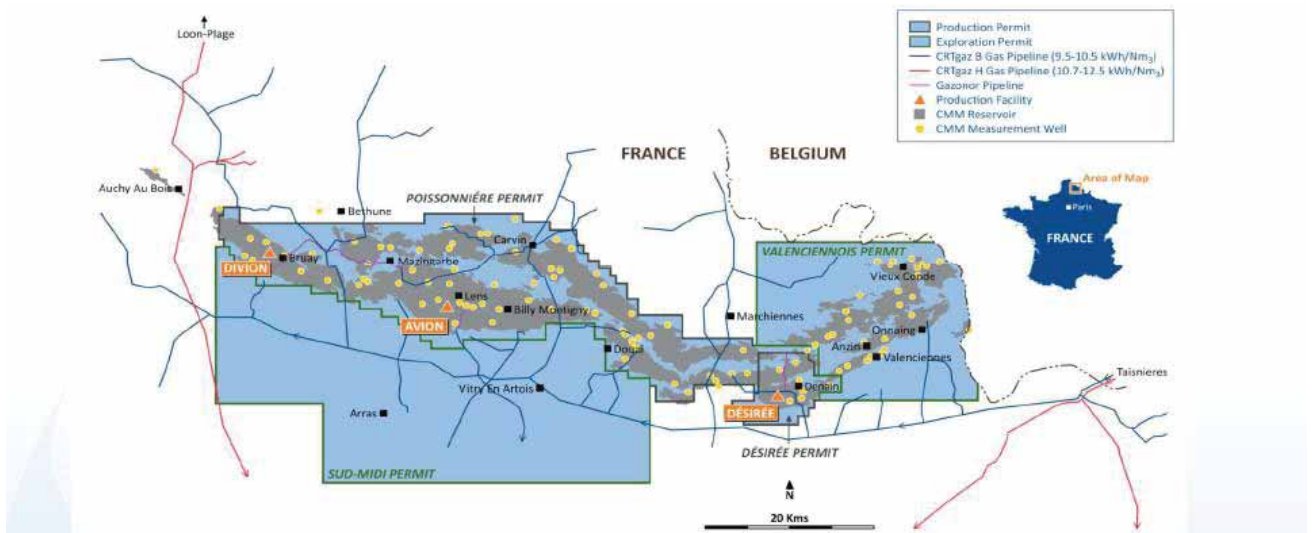 Loon-Plage
Production Permit
Exploration Permit
CRTgaz B Gas Pipeline (9.5-10.5 kWh/Nm3)
CRTgaz H Gas Pipeline (10.7-12.5 kWh/Nm3)
Gazonor Pipeline
Production Facility
CMM Reservoir
CMM Measurement Well
FRANCE
BELGIUM
Area of Map
Paris
FRANCE
Auchy Au Bois
Bethune
POISSONNIÉRE PERMIT
Carvin
VALENCIENNOIS PERMIT
DIVION
Bruay
Mazingarbe
Vieux Conde
Lens
Billy Montigny
AVION
Marchiennes
Onnaing
Anzin
Valenciennes
Douai
Taisnieres
Vitry En Artois
Denain
Arras
DÉSIRÉE
DÉSIRÉE PERMIT
SUD-MIDI PERMIT
N
20 Kms